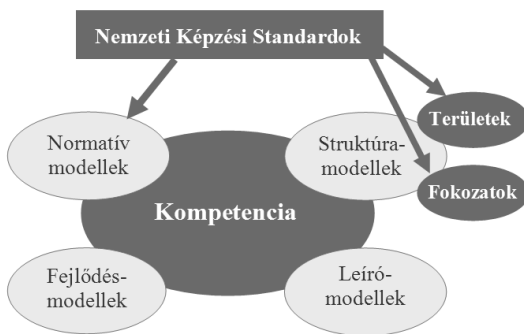 Nemzeti Képzési Standardok
Normatív
modellek
Struktúra-
modellek
Területek
Fokozatok
Kompetencia
Fejlődés-
modellek
Leíró-
modellek